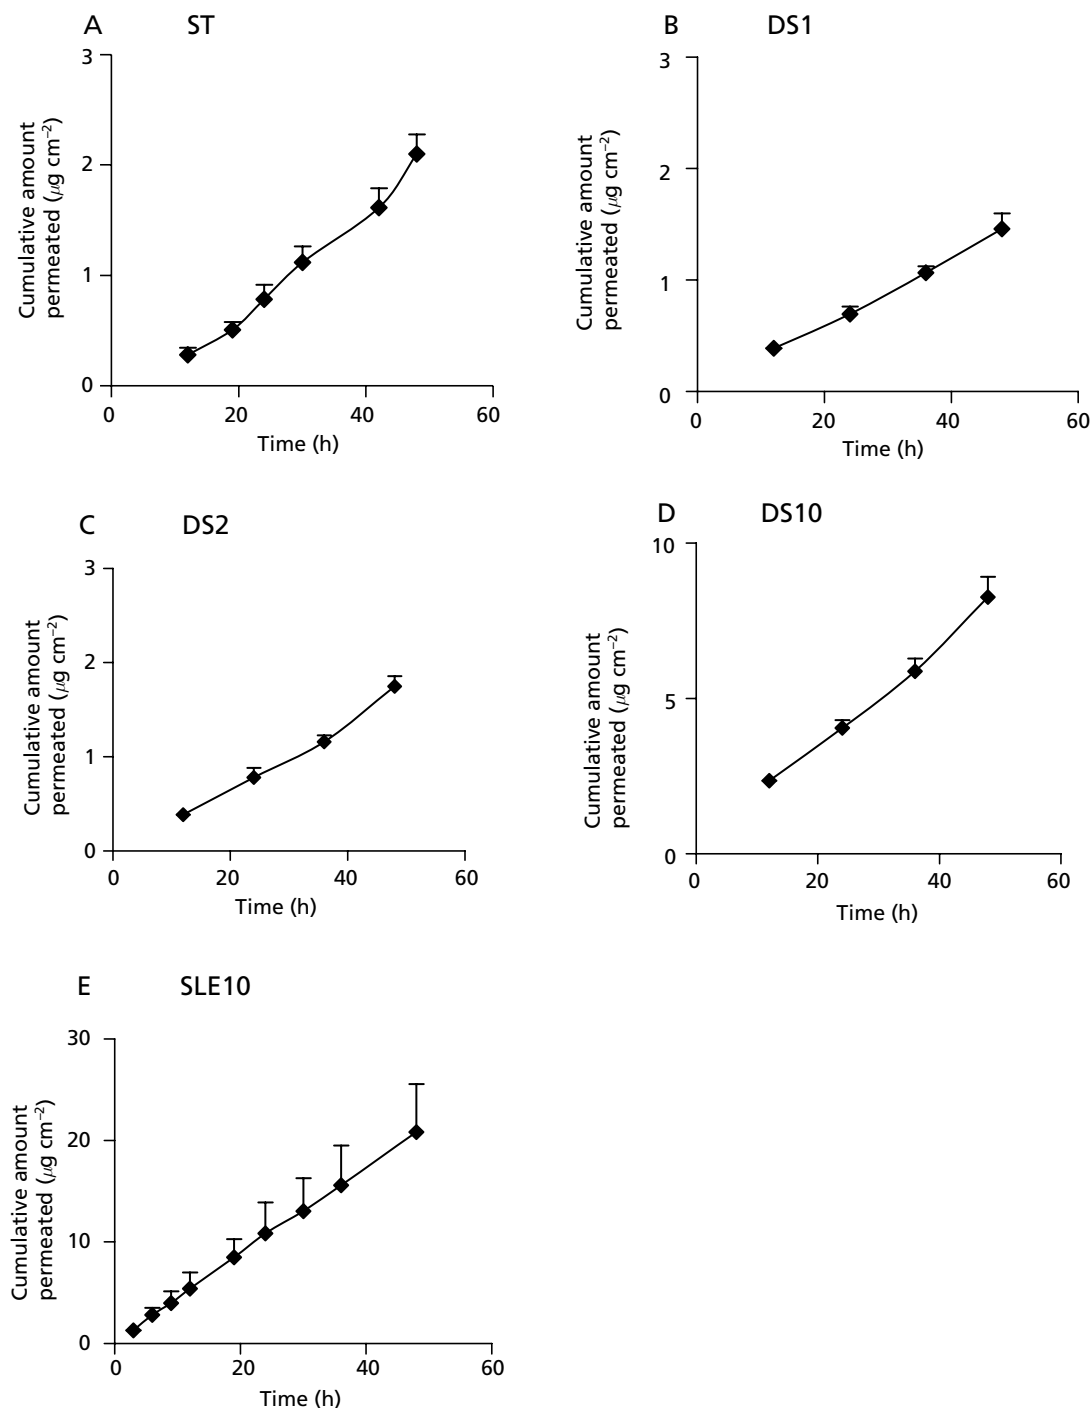 A ST
3
2
1
0
0 20 40 60
Cumulative amount
permeated (μg cm⁻²)
Time (h)
B DS1
3
2
1
0
0 20 40 60
Cumulative amount
permeated (μg cm⁻²)
Time (h)
C DS2
3
2
1
0
0 20 40 60
Cumulative amount
permeated (μg cm⁻²)
Time (h)
D DS10
10
5
0
0 20 40 60
Cumulative amount
permeated (μg cm⁻²)
Time (h)
E SLE10
30
20
10
0
0 20 40 60
Cumulative amount
permeated (μg cm⁻²)
Time (h)